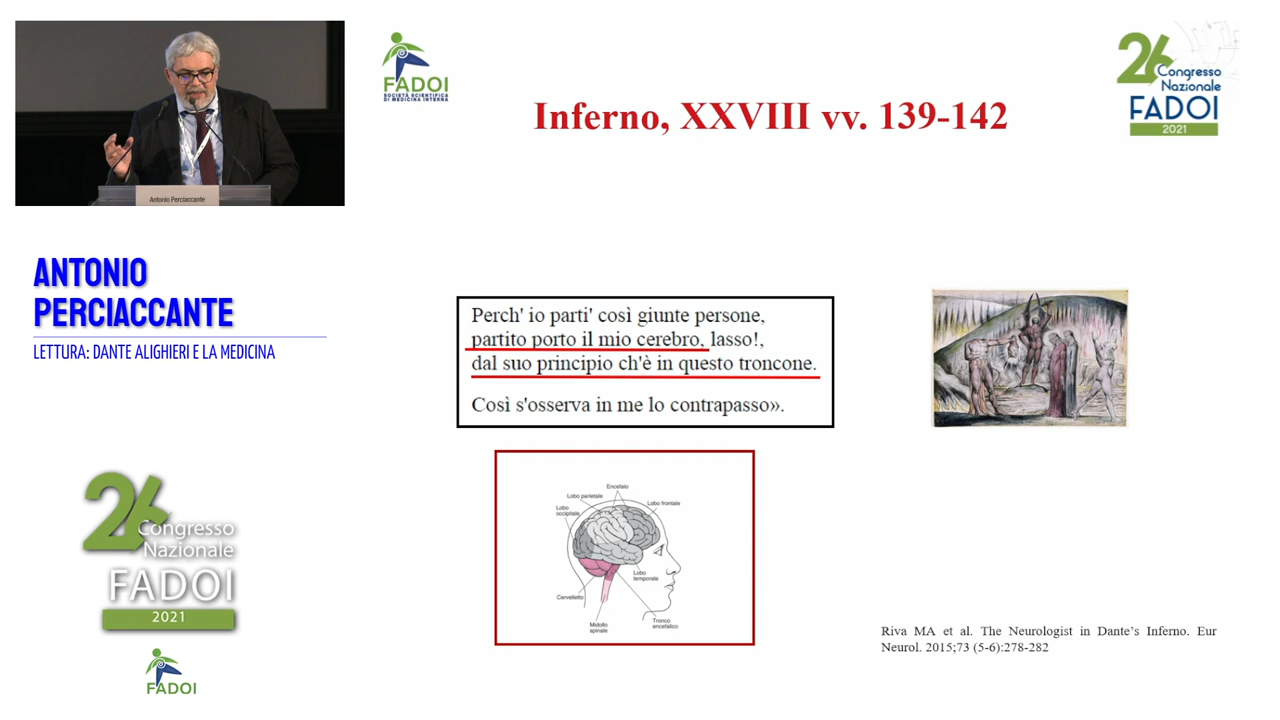 Antonio Perciaccante
ANTONIO
PERCIACCANTE
LETTURA: DANTE ALIGHIERI E LA MEDICINA
26
Congresso
Nazionale
FADOI
2021
FADOI
FADOI
SOCIETÀ SCIENTIFICA
DI MEDICINA INTERNA
Inferno, XXVIII vv. 139-142
26
Congresso
Nazionale
FADOI
2021
Perch' io parti' così giunte persone,
partito porto il mio cerebro, lasso!,
dal suo principio ch'è in questo troncone.
Così s'osserva in me lo contrapasso».
Encefalo
Lobo parietale
Lobo frontale
Lobo
occipitale
Lobo
temporale
Cervelletto
Midollo
spinale
Tronco
encefalico
Riva MA et al. The Neurologist in Dante's Inferno. Eur
Neurol. 2015;73 (5-6):278-282